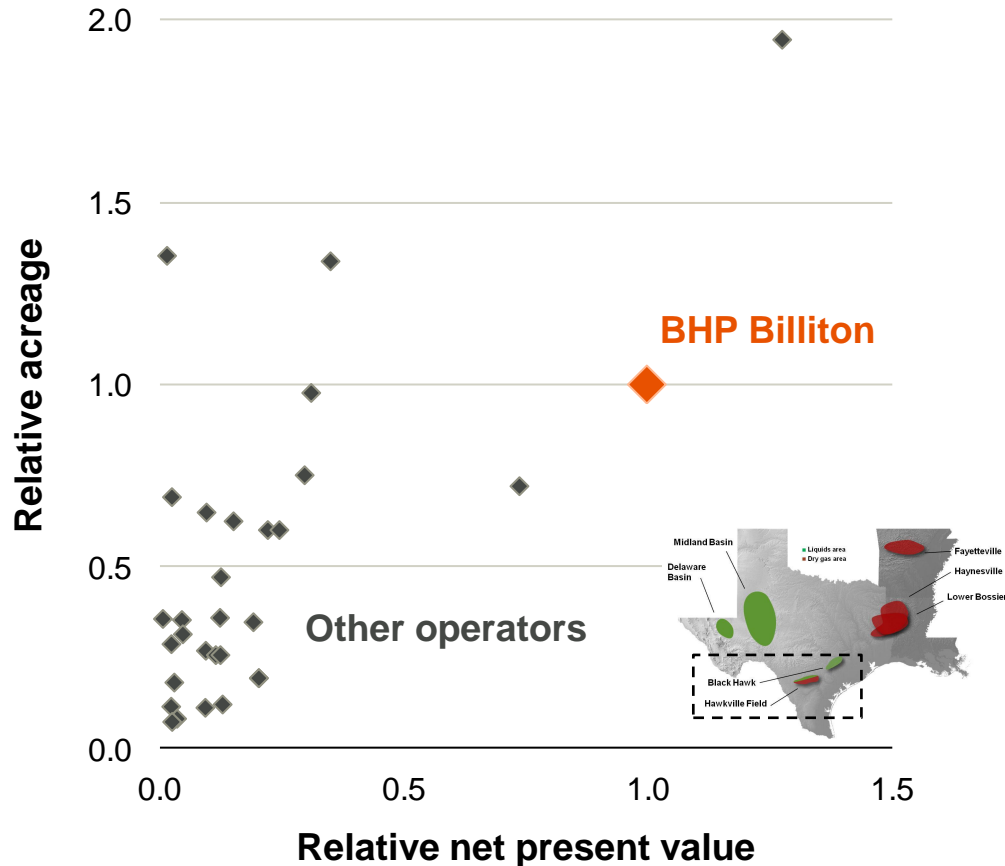 2.0
1.5
1.0
0.5
0.0
Relative acreage
BHP Billiton
Other operators
Midland Basin
Delaware
Basin
Liquids area
Dry gas area
Fayetteville
Haynesville
Lower Bossier
Black Hawk
Hawkville Field
0.0
0.5
1.0
1.5
Relative net present value